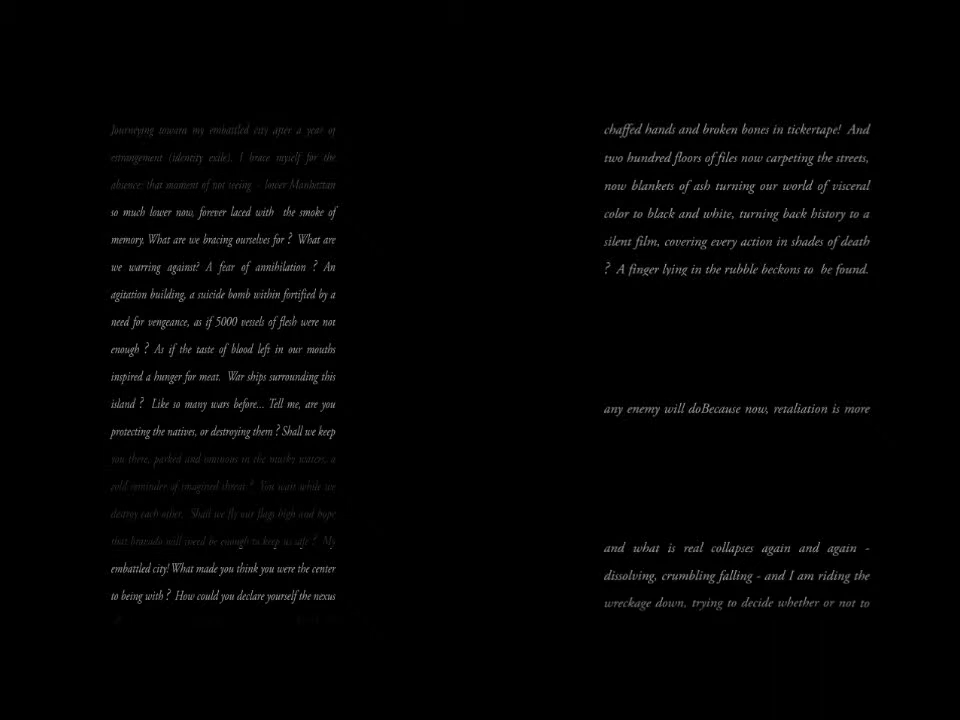 Journeying toward my embattled city after a year of
estrangement (identity exile), I brace myself for the
absence: that moment of not seeing - lower Manhattan
so much lower now, forever laced with the smoke of
memory. What are we bracing ourselves for ? What are
we warring against? A fear of annihilation ? An
agitation building, a suicide bomb within fortified by a
need for vengeance, as if 5000 vessels of flesh were not
enough ? As if the taste of blood left in our mouths
inspired a hunger for meat. War ships surrounding this
island ? Like so many wars before... Tell me, are you
protecting the natives, or destroying them ? Shall we keep
you there, parked and ominous in the murky waters, a
cold reminder of imagined threat ? You wait while we
destroy each other. Shall we fly our flags high and hope
that bravado will be enough to keep us safe ? My
embattled city! What made you think you were the center
to being with ? How could you declare yourself the nexus
chaffed hands and broken bones in tickertape! And
two hundred floors of files now carpeting the streets,
now blankets of ash turning our world of visceral
color to black and white, turning back history to a
silent film, covering every action in shades of death
? A finger lying in the rubble beckons to be found.
any enemy will doBecause now, retaliation is more
and what is real collapses again and again -
dissolving, crumbling falling - and I am riding the
wreckage down, trying to decide whether or not to